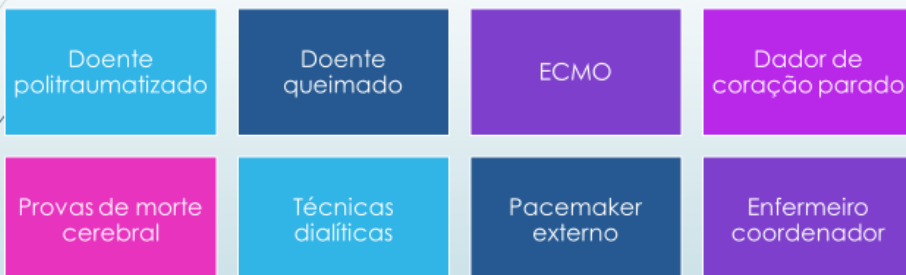 Doente
politraumatizado
Doente
queimado
ECMO
Dador de
coração parado
Provas de morte
cerebral
Técnicas
dialíticas
Pacemaker
externo
Enfermeiro
coordenador